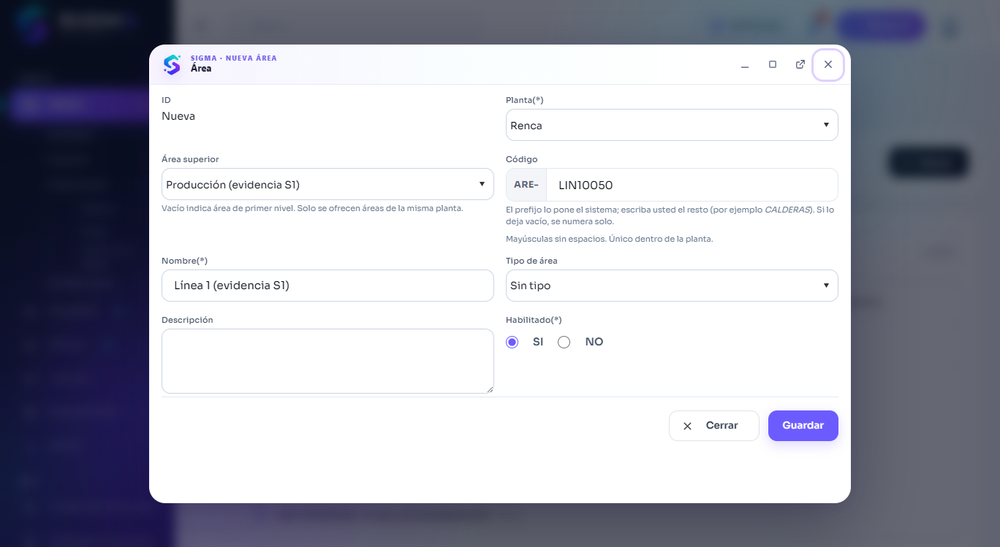 SIGMA · NUEVA ÁREA
Área
ID
Nueva
Planta(*)
Renca
Área superior
Producción (evidencia S1)
Vacío indica área de primer nivel. Solo se ofrecen áreas de la misma planta.
Código
ARE- LIN10050
El prefijo lo pone el sistema; escriba usted el resto (por ejemplo CALDERAS). Si lo
deja vacío, se numera solo.
Mayúsculas sin espacios. Único dentro de la planta.
Nombre(*)
Línea 1 (evidencia S1)
Tipo de área
Sin tipo
Descripción
Habilitado(*)
SI NO
Cerrar
Guardar